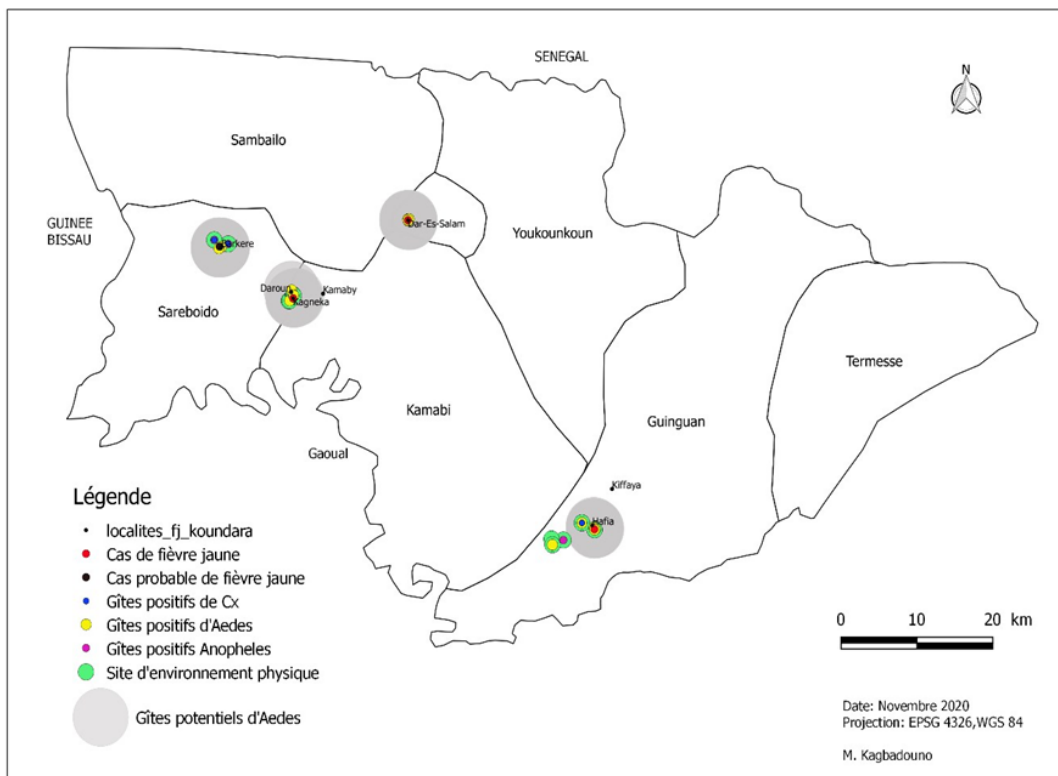 SENEGAL
N
Sambailo
GUINEE
BISSAU
Dar-Es-Salam
Youkounkoun
Daroun
Kamaby
Kagneka
Sareboido
Termesse
Kamabi
Guinguan
Gaoual
Kiffaya
Hafia
Légende
localites_fj_koundara
Cas de fièvre jaune
Cas probable de fièvre jaune
Gîtes positifs de Cx
Gîtes positifs d'Aedes
Gîtes positifs Anopheles
Site d'environnement physique
Gîtes potentiels d'Aedes
0 10 20 km
Date: Novembre 2020
Projection: EPSG 4326,WGS 84
M. Kagbadouno